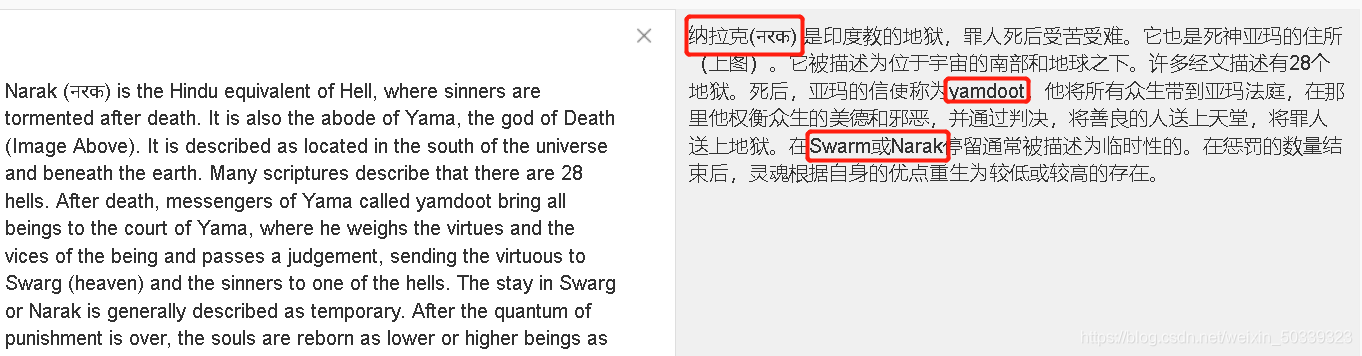 Narak (नरक) is the Hindu equivalent of Hell, where sinners are
tormented after death. It is also the abode of Yama, the god of Death
(Image Above). It is described as located in the south of the universe
and beneath the earth. Many scriptures describe that there are 28
hells. After death, messengers of Yama called yamdoot bring all
beings to the court of Yama, where he weighs the virtues and the
vices of the being and passes a judgement, sending the virtuous to
Swarg (heaven) and the sinners to one of the hells. The stay in Swarg
or Narak is generally described as temporary. After the quantum of
punishment is over, the souls are reborn as lower or higher beings as
纳拉克(नरक) 是印度教的地狱，罪人死后受苦受难。它也是死神亚玛的住所
（上图）。它被描述为位于宇宙的南部和地球之下。许多经文描述有28个
地狱。死后，亚玛的信使称为yamdoot，他将所有众生带到亚玛法庭，在那
里他权衡众生的美德和邪恶，并通过判决，将善良的人送上天堂，将罪人
送上地狱。在Swarm或Narak停留通常被描述为临时性的。在惩罚的数量结
束后，灵魂根据自身的优点重生为较低或较高的存在。
https://blog.csdn.net/weixin_50339323